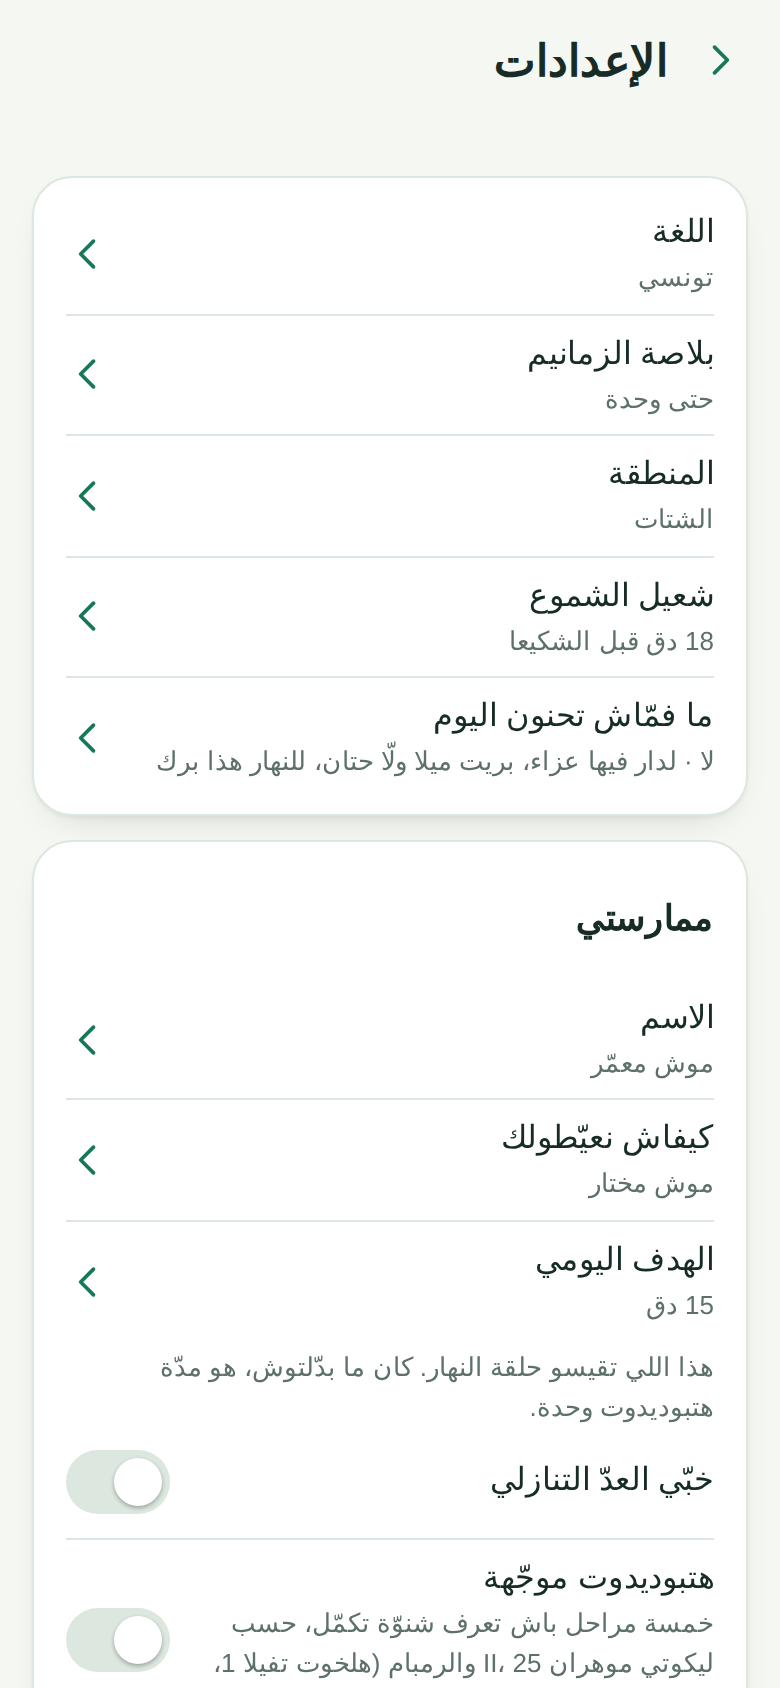 الإعدادات
اللغة
تونسي
بلاصة الزمانيم
حتى وحدة
المنطقة
الشتات
شعيل الشموع
18 دق قبل الشكيعا
ما فمّاش تحنون اليوم
لا · لدار فيها عزاء، بريت ميلا ولّا حتان، للنهار هذا برك
ممارستي
الاسم
موش معمّر
كيفاش نعيّطولك
موش مختار
الهدف اليومي
15 دق
هذا اللي تقيسو حلقة النهار. كان ما بدّلتوش، هو مدّة
هتبوديدوت وحدة.
خبّي العدّ التنازلي
هتبوديدوت موجّهة
خمسة مراحل باش تعرف شنوّة تكمّل، حسب
ليكوتي موهران II، 25 والرمبام (هلخوت تفيلا 1،